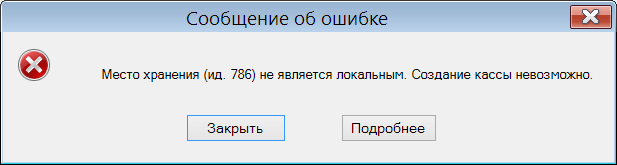 Сообщение об ошибке
Место хранения (ид. 786) не является локальным. Создание кассы невозможно.
Закрыть
Подробнее